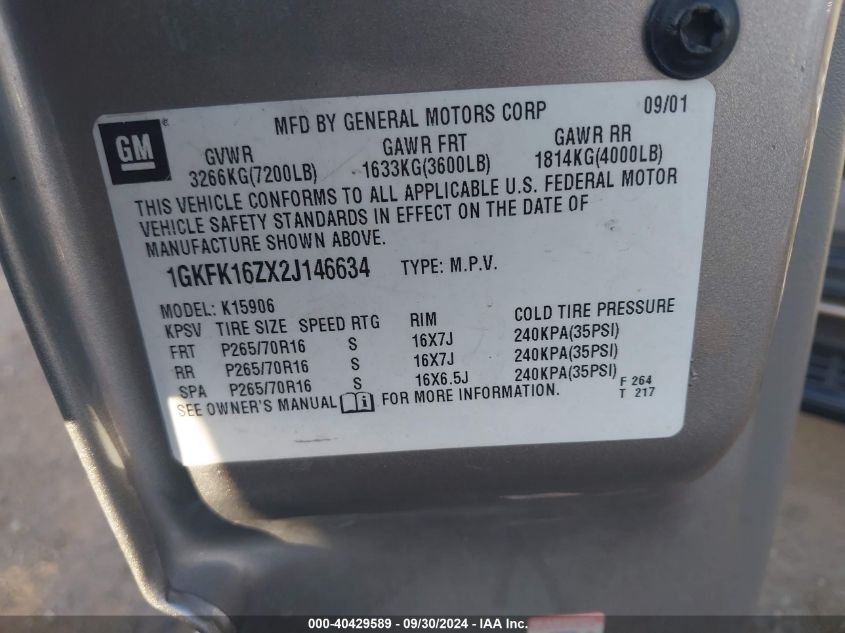 GM ®
MFD BY GENERAL MOTORS CORP 09/01
GVWR GAWR FRT GAWR RR
3266KG(7200LB) 1633KG(3600LB) 1814KG(4000LB)
THIS VEHICLE CONFORMS TO ALL APPLICABLE U.S. FEDERAL MOTOR
VEHICLE SAFETY STANDARDS IN EFFECT ON THE DATE OF
MANUFACTURE SHOWN ABOVE.
1GKFK16ZX2J146634 TYPE: M.P.V.
MODEL: K15906
KPSV TIRE SIZE SPEED RTG RIM COLD TIRE PRESSURE
FRT P265/70R16 S 16X7J 240KPA(35PSI)
RR P265/70R16 S 16X7J 240KPA(35PSI)
SPA P265/70R16 S 16X6.5J 240KPA(35PSI)
SEE OWNER'S MANUAL i FOR MORE INFORMATION.
F 264
T 217
000-40429589 - 09/30/2024 - IAA Inc.